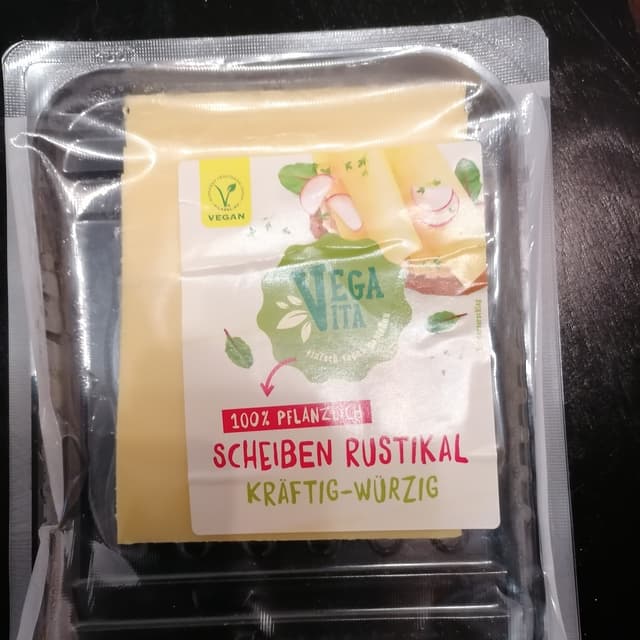 VEGAN
VEGA
VITA
100% PFLANZLICH
SCHEIBEN RUSTIKAL
KRÄFTIG-WÜRZIG